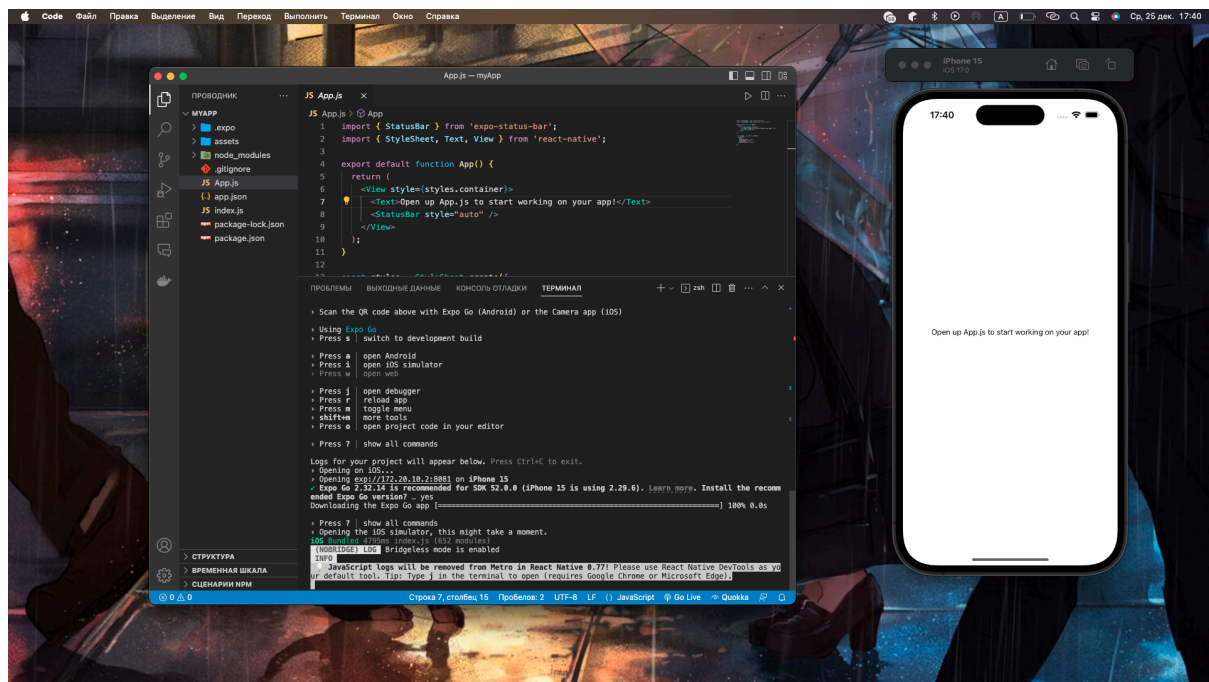 Code Файл Правка Выделение Вид Переход Выполнить Терминал Окно Справка
A
Ср, 25 дек. 17:40
App.js — myApp
iPhone 15
iOS 17.0
ПРОВОДНИК ...
JS App.js ×
MYAPP
.expo
assets
node_modules
.gitignore
JS App.js
{..} app.json
JS index.js
package-lock.json
package.json
СТРУКТУРА
ВРЕМЕННАЯ ШКАЛА
СЦЕНАРИИ NPM
JS App.js > App
1 import { StatusBar } from 'expo-status-bar';
2 import { StyleSheet, Text, View } from 'react-native';
3
4 export default function App() {
5 return (
6 <View style={styles.container}>
7 <Text>Open up App.js to start working on your app!</Text>
8 <StatusBar style="auto" />
9 </View>
10 );
11 }
12
ПРОБЛЕМЫ ВЫХОДНЫЕ ДАННЫЕ КОНСОЛЬ ОТЛАДКИ ТЕРМИНАЛ zsh
› Scan the QR code above with Expo Go (Android) or the Camera app (iOS)
› Using Expo Go
› Press s │ switch to development build
› Press a │ open Android
› Press i │ open iOS simulator
› Press w │ open web
› Press j │ open debugger
› Press r │ reload app
› Press m │ toggle menu
› shift+m │ more tools
› Press o │ open project code in your editor
› Press ? │ show all commands
Logs for your project will appear below. Press Ctrl+C to exit.
› Opening on iOS...
› Opening exp://172.20.10.2:8081 on iPhone 15
✔ Expo Go 2.32.14 is recommended for SDK 52.0.0 (iPhone 15 is using 2.29.6). Learn more. Install the recomm
ended Expo Go version? … yes
Downloading the Expo Go app [================================================================] 100% 0.0s
› Press ? │ show all commands
› Opening the iOS simulator, this might take a moment.
iOS Bundled 4795ms index.js (652 modules)
(NOBRIDGE) LOG Bridgeless mode is enabled
INFO
💡 JavaScript logs will be removed from Metro in React Native 0.77! Please use React Native DevTools as yo
ur default tool. Tip: Type j in the terminal to open (requires Google Chrome or Microsoft Edge).
0 0 Строка 7, столбец 15 Пробелов: 2 UTF-8 LF {} JavaScript Go Live Quokka
17:40
Open up App.js to start working on your app!